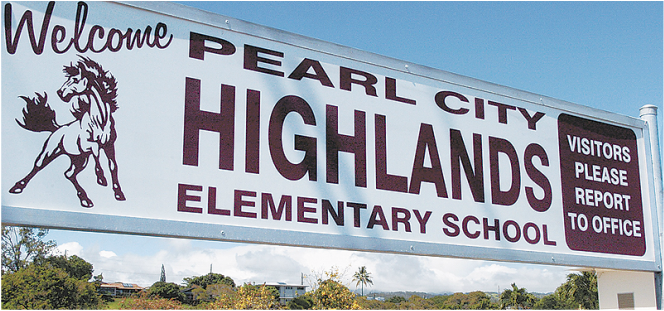 Welcome
PEARL CITY
HIGHLANDS
ELEMENTARY SCHOOL
VISITORS
PLEASE
REPORT
TO OFFICE